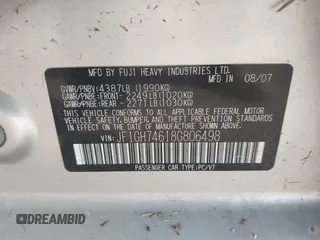 MFD BY FUJI HEAVY INDUSTRIES LTD.
GVWR/PNBV:4387LB (1990KG) 08/07
GAWR/PNBE:FRONT- 2249LB(1020KG)
GAWR/PNBE:REAR - 2271LB(1030KG)
THIS VEHICLE CONFORMS TO ALL APPLICABLE FEDERAL MOTOR VEHICLE
SAFETY, BUMPER, AND THEFT PREVENTION STANDARDS IN EFFECT ON THE
DATE OF MANUFACTURE SHOWN ABOVE.
VIN: JF1GH74618G806498
PASSENGER CAR TYPE:PC/VT